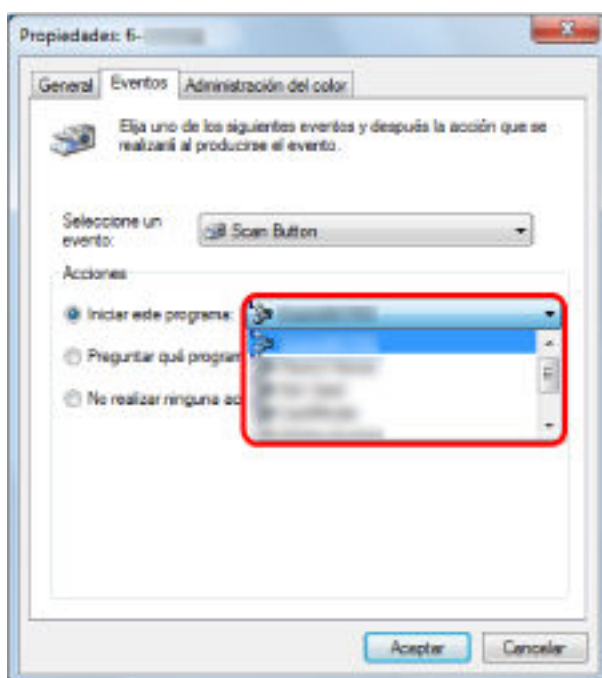 Propiedades: fi-
General Eventos Administración del color
Elija uno de los siguientes eventos y después la acción que se
realizará al producirse el evento.
Seleccione un
evento:
Scan Button
Acciones
Iniciar este programa:
Preguntar qué program
No realizar ninguna ac
Aceptar Cancelar